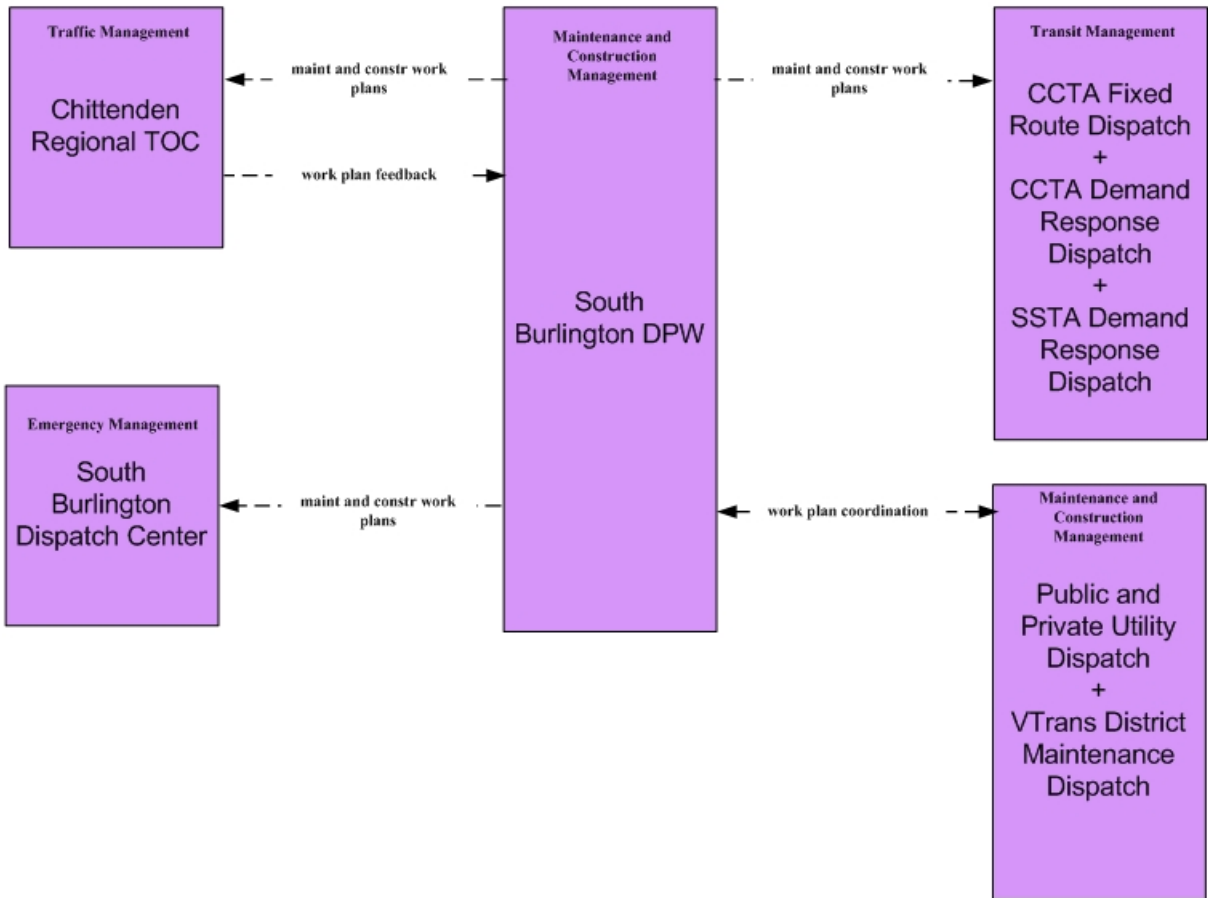 Traffic Management
Chittenden
Regional TOC
maint and constr work
plans
work plan feedback
Maintenance and
Construction
Management
South
Burlington DPW
maint and constr work
plans
Transit Management
CCTA Fixed
Route Dispatch
+
CCTA Demand
Response
Dispatch
+
SSTA Demand
Response
Dispatch
Emergency Management
South
Burlington
Dispatch Center
maint and constr work
plans
work plan coordination
Maintenance and
Construction
Management
Public and
Private Utility
Dispatch
+
VTrans District
Maintenance
Dispatch